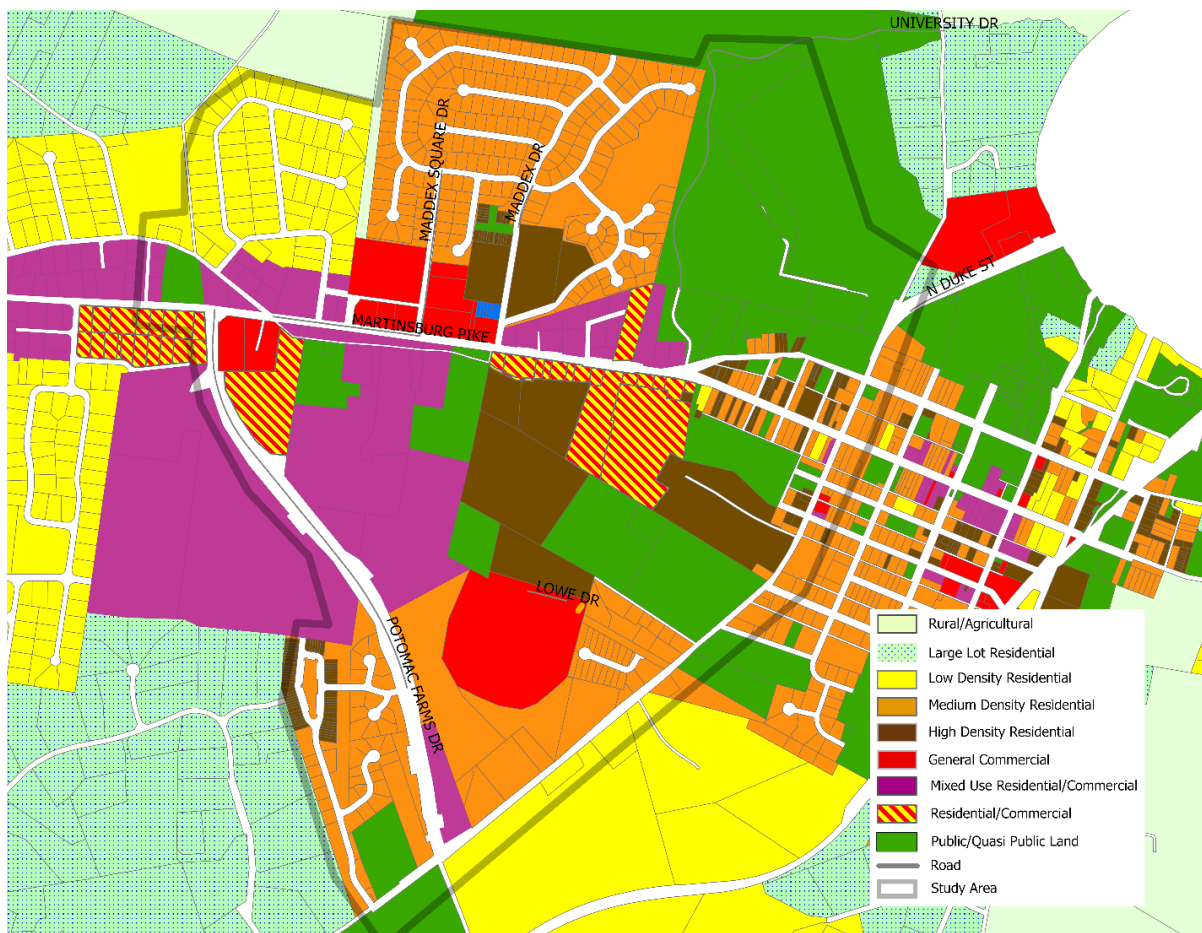 UNIVERSITY DR
MADDEX SQUARE DR
MADDEX DR
N DUKE ST
MARTINSBURG PIKE
LOWE DR
POTOMAC FARMS DR
Rural/Agricultural
Large Lot Residential
Low Density Residential
Medium Density Residential
High Density Residential
General Commercial
Mixed Use Residential/Commercial
Residential/Commercial
Public/Quasi Public Land
Road
Study Area